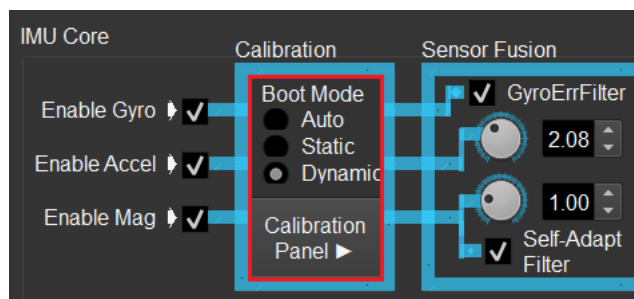 IMU Core
Calibration
Sensor Fusion
Enable Gyro
Enable Accel
Enable Mag
Boot Mode
Auto
Static
Dynamic
Calibration
Panel ►
GyroErrFilter
2.08
1.00
Self-Adapt
Filter